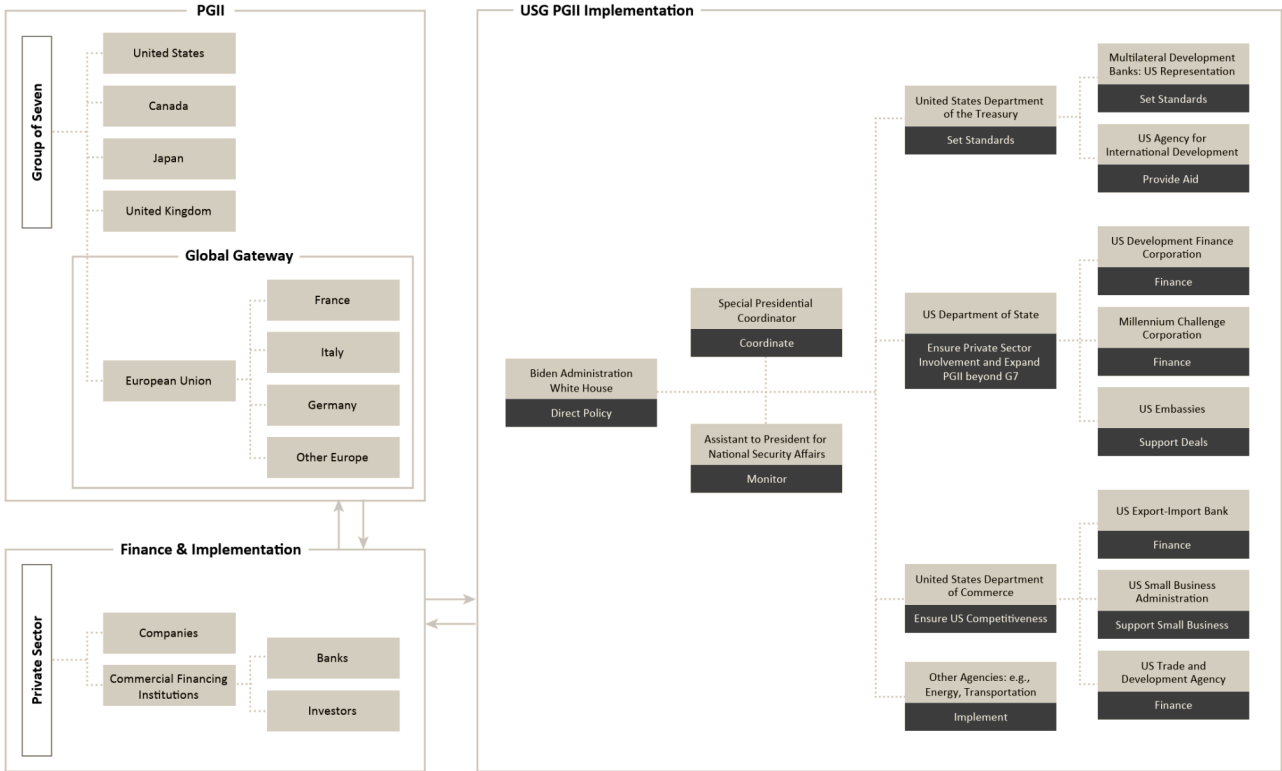 PGII
Group of Seven
United States
Canada
Japan
United Kingdom
Global Gateway
European Union
France
Italy
Germany
Other Europe
Finance & Implementation
Private Sector
Companies
Commercial Financing
Institutions
Banks
Investors
USG PGII Implementation
Biden Administration
White House
Direct Policy
Special Presidential
Coordinator
Coordinate
Assistant to President for
National Security Affairs
Monitor
United States Department
of the Treasury
Set Standards
Multilateral Development
Banks: US Representation
Set Standards
US Agency for
International Development
Provide Aid
US Department of State
Ensure Private Sector
Involvement and Expand
PGII beyond G7
US Development Finance
Corporation
Finance
Millennium Challenge
Corporation
Finance
US Embassies
Support Deals
United States Department
of Commerce
Ensure US Competitiveness
US Export-Import Bank
Finance
US Small Business
Administration
Support Small Business
US Trade and
Development Agency
Finance
Other Agencies: e.g.,
Energy, Transportation
Implement